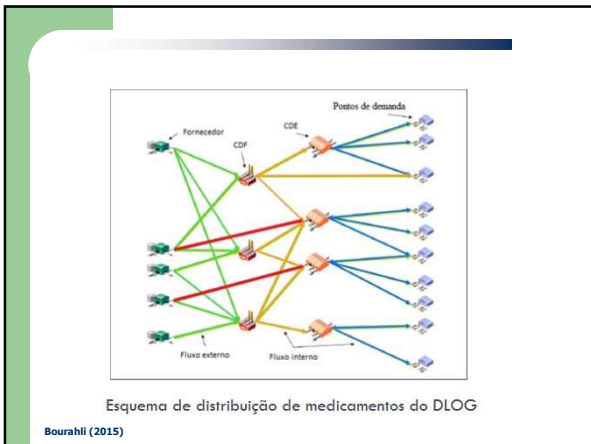 Pontos de demanda
Fornecedor
CDE
CDF
Fluxo externo
Fluxo interno
Esquema de distribuição de medicamentos do DLOG
Bourahli (2015)